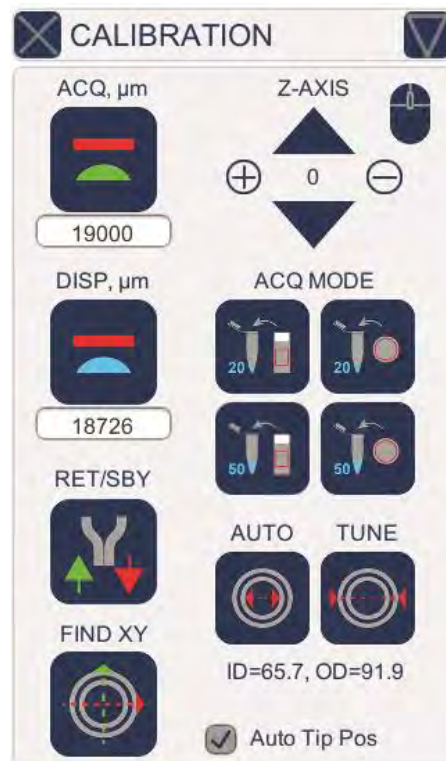 CALIBRATION
ACQ, µm
19000
DISP, µm
18726
RET/SBY
FIND XY
Z-AXIS
0
ACQ MODE
20
20
50
50
AUTO TUNE
ID=65.7, OD=91.9
Auto Tip Pos